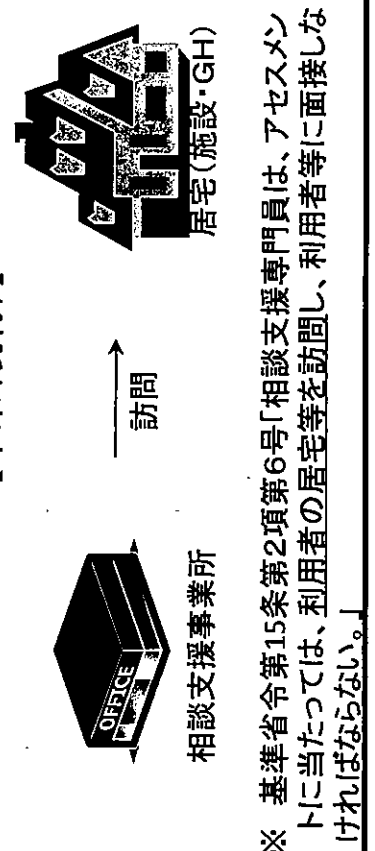 OFFICE
相談支援事業所
訪問
居宅(施設・GH)
※ 基準省令第15条第2項第6号「相談支援専門員は、アセスメン
トに当たっては、利用者の居宅等を訪問し、利用者等に面接しな
ければならない。」